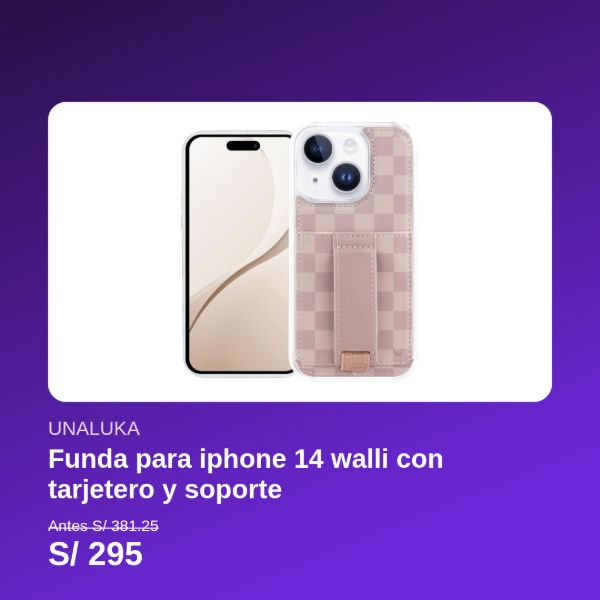 UNALUKA
Funda para iphone 14 walli con
tarjetero y soporte
Antes S/ 381.25
S/ 295